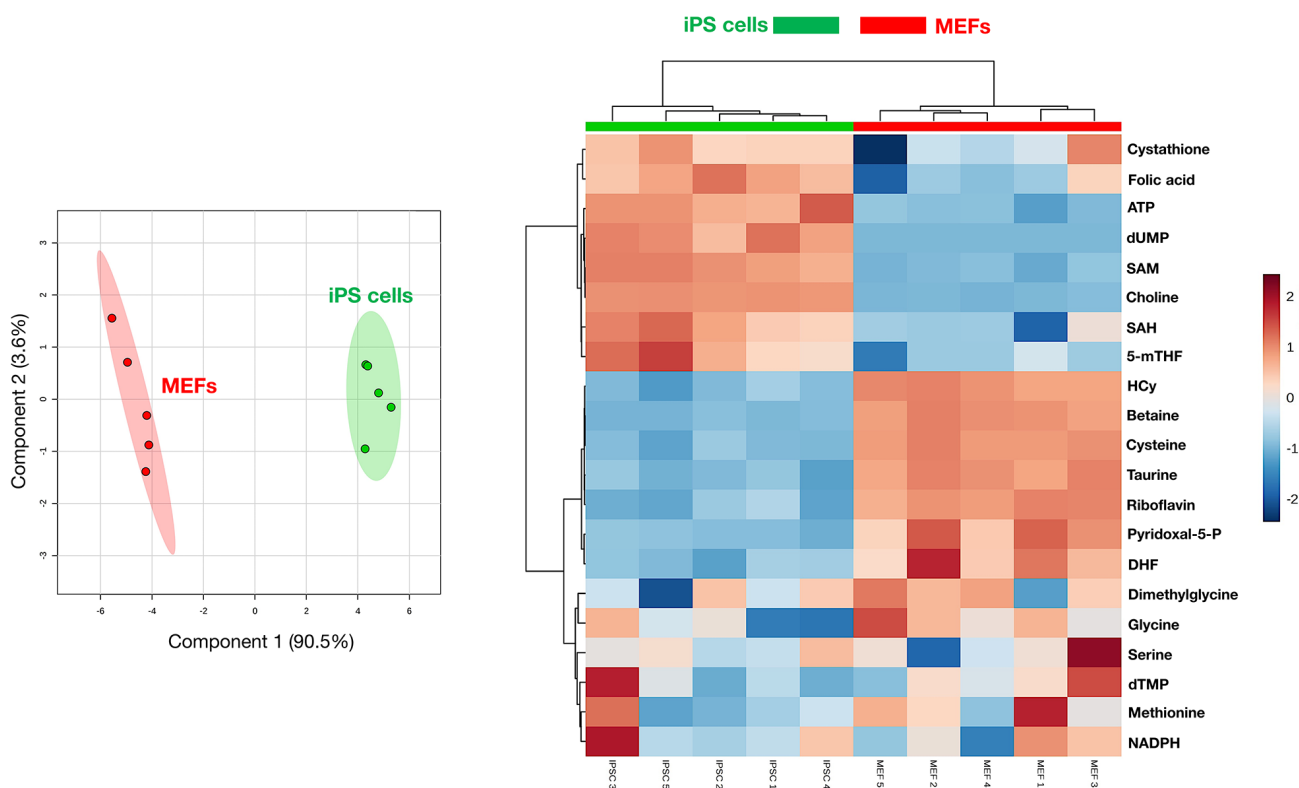 iPS cells
MEFs
3
2
1
0
-1
-2
-3
Component 2 (3.6%)
iPS cells
MEFs
-6
-4
-2
0
2
4
6
Component 1 (90.5%)
Cystathione
Folic acid
ATP
dUMP
SAM
Choline
SAH
5-mTHF
HCy
Betaine
Cysteine
Taurine
Riboflavin
Pyridoxal-5-P
DHF
Dimethylglycine
Glycine
Serine
dTMP
Methionine
NADPH
IPSC 3
IPSC 5
IPSC 2
IPSC 1
IPSC 4
MEF 5
MEF 2
MEF 4
MEF 1
MEF 3
2
1
0
-1
-2